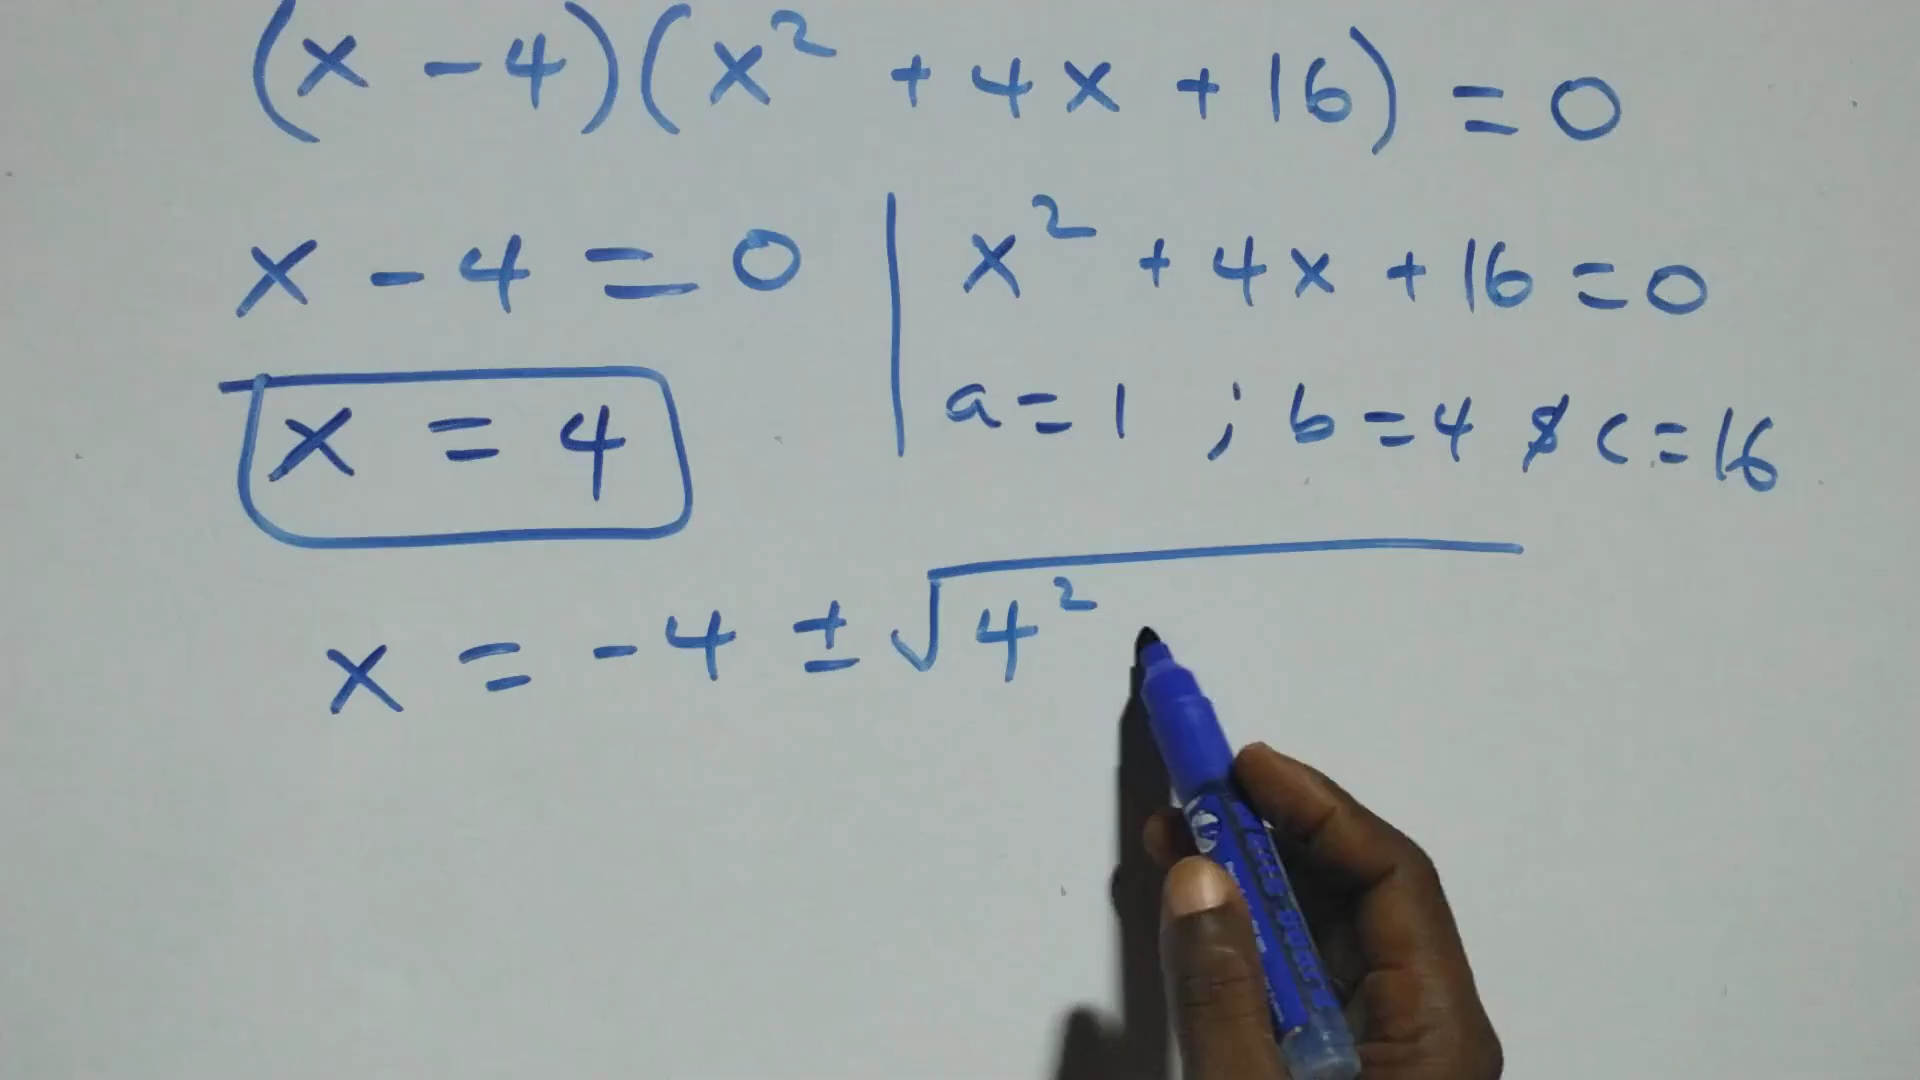 (x - 4)(x² + 4x + 16) = 0
x - 4 = 0 | x² + 4x + 16 = 0
x = 4
a = 1 ; b = 4 & c = 16
x = -4 ± √4²